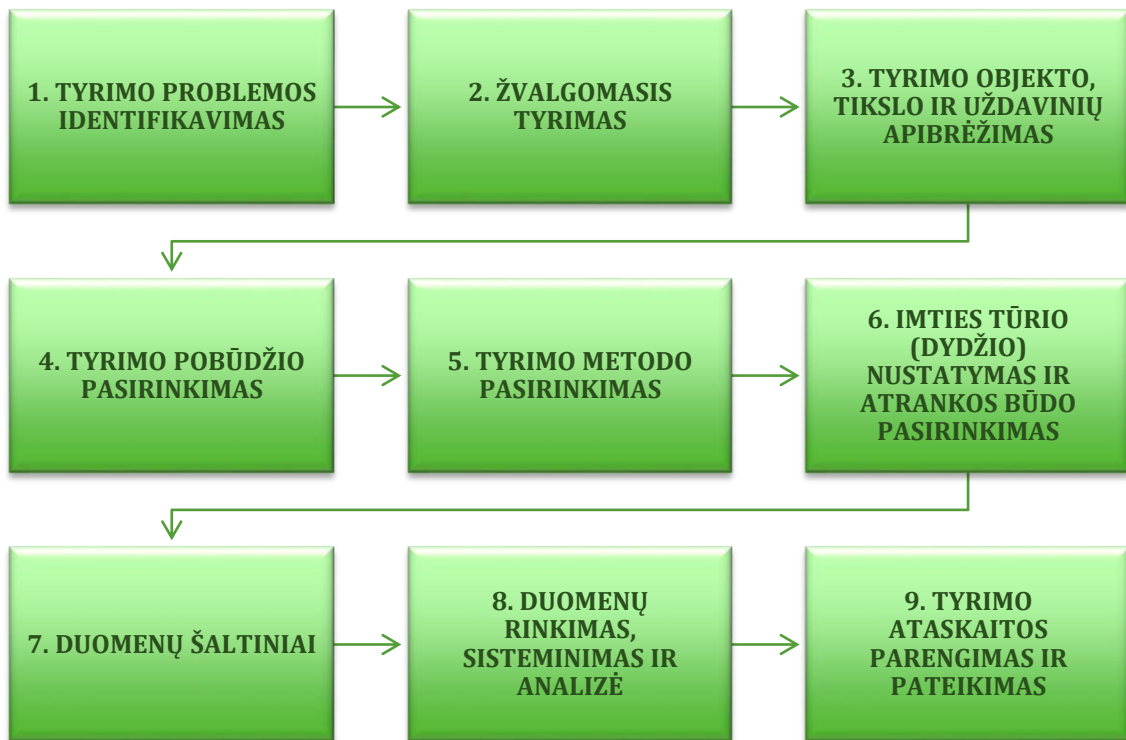 1. TYRIMO PROBLEMOS
IDENTIFIKAVIMAS
2. ŽVALGOMASIS
TYRIMAS
3. TYRIMO OBJEKTO,
TIKSLO IR UŽDAVINIŲ
APIBRĖŽIMAS
4. TYRIMO POBŪDŽIO
PASIRINKIMAS
5. TYRIMO METODO
PASIRINKIMAS
6. IMTIES TŪRIO
(DYDŽIO)
NUSTATYMAS IR
ATRANKOS BŪDO
PASIRINKIMAS
7. DUOMENŲ ŠALTINIAI
8. DUOMENŲ
RINKIMAS,
SISTEMINIMAS IR
ANALIZĖ
9. TYRIMO
ATASKAITOS
PARENGIMAS IR
PATEIKIMAS